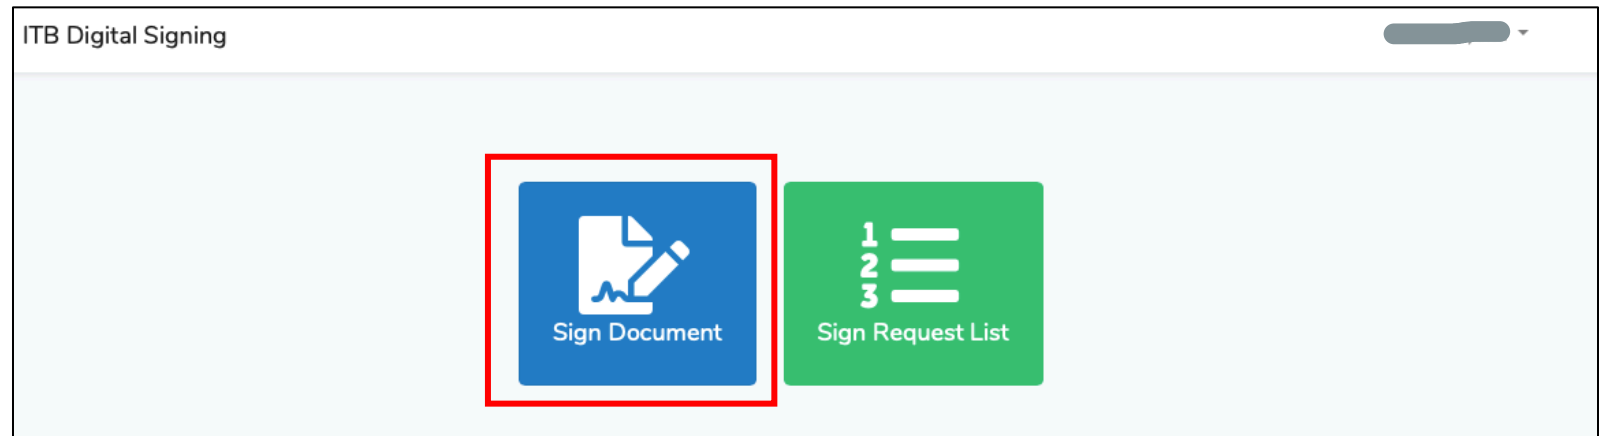 ITB Digital Signing
1
2
3
Sign Document
Sign Request List